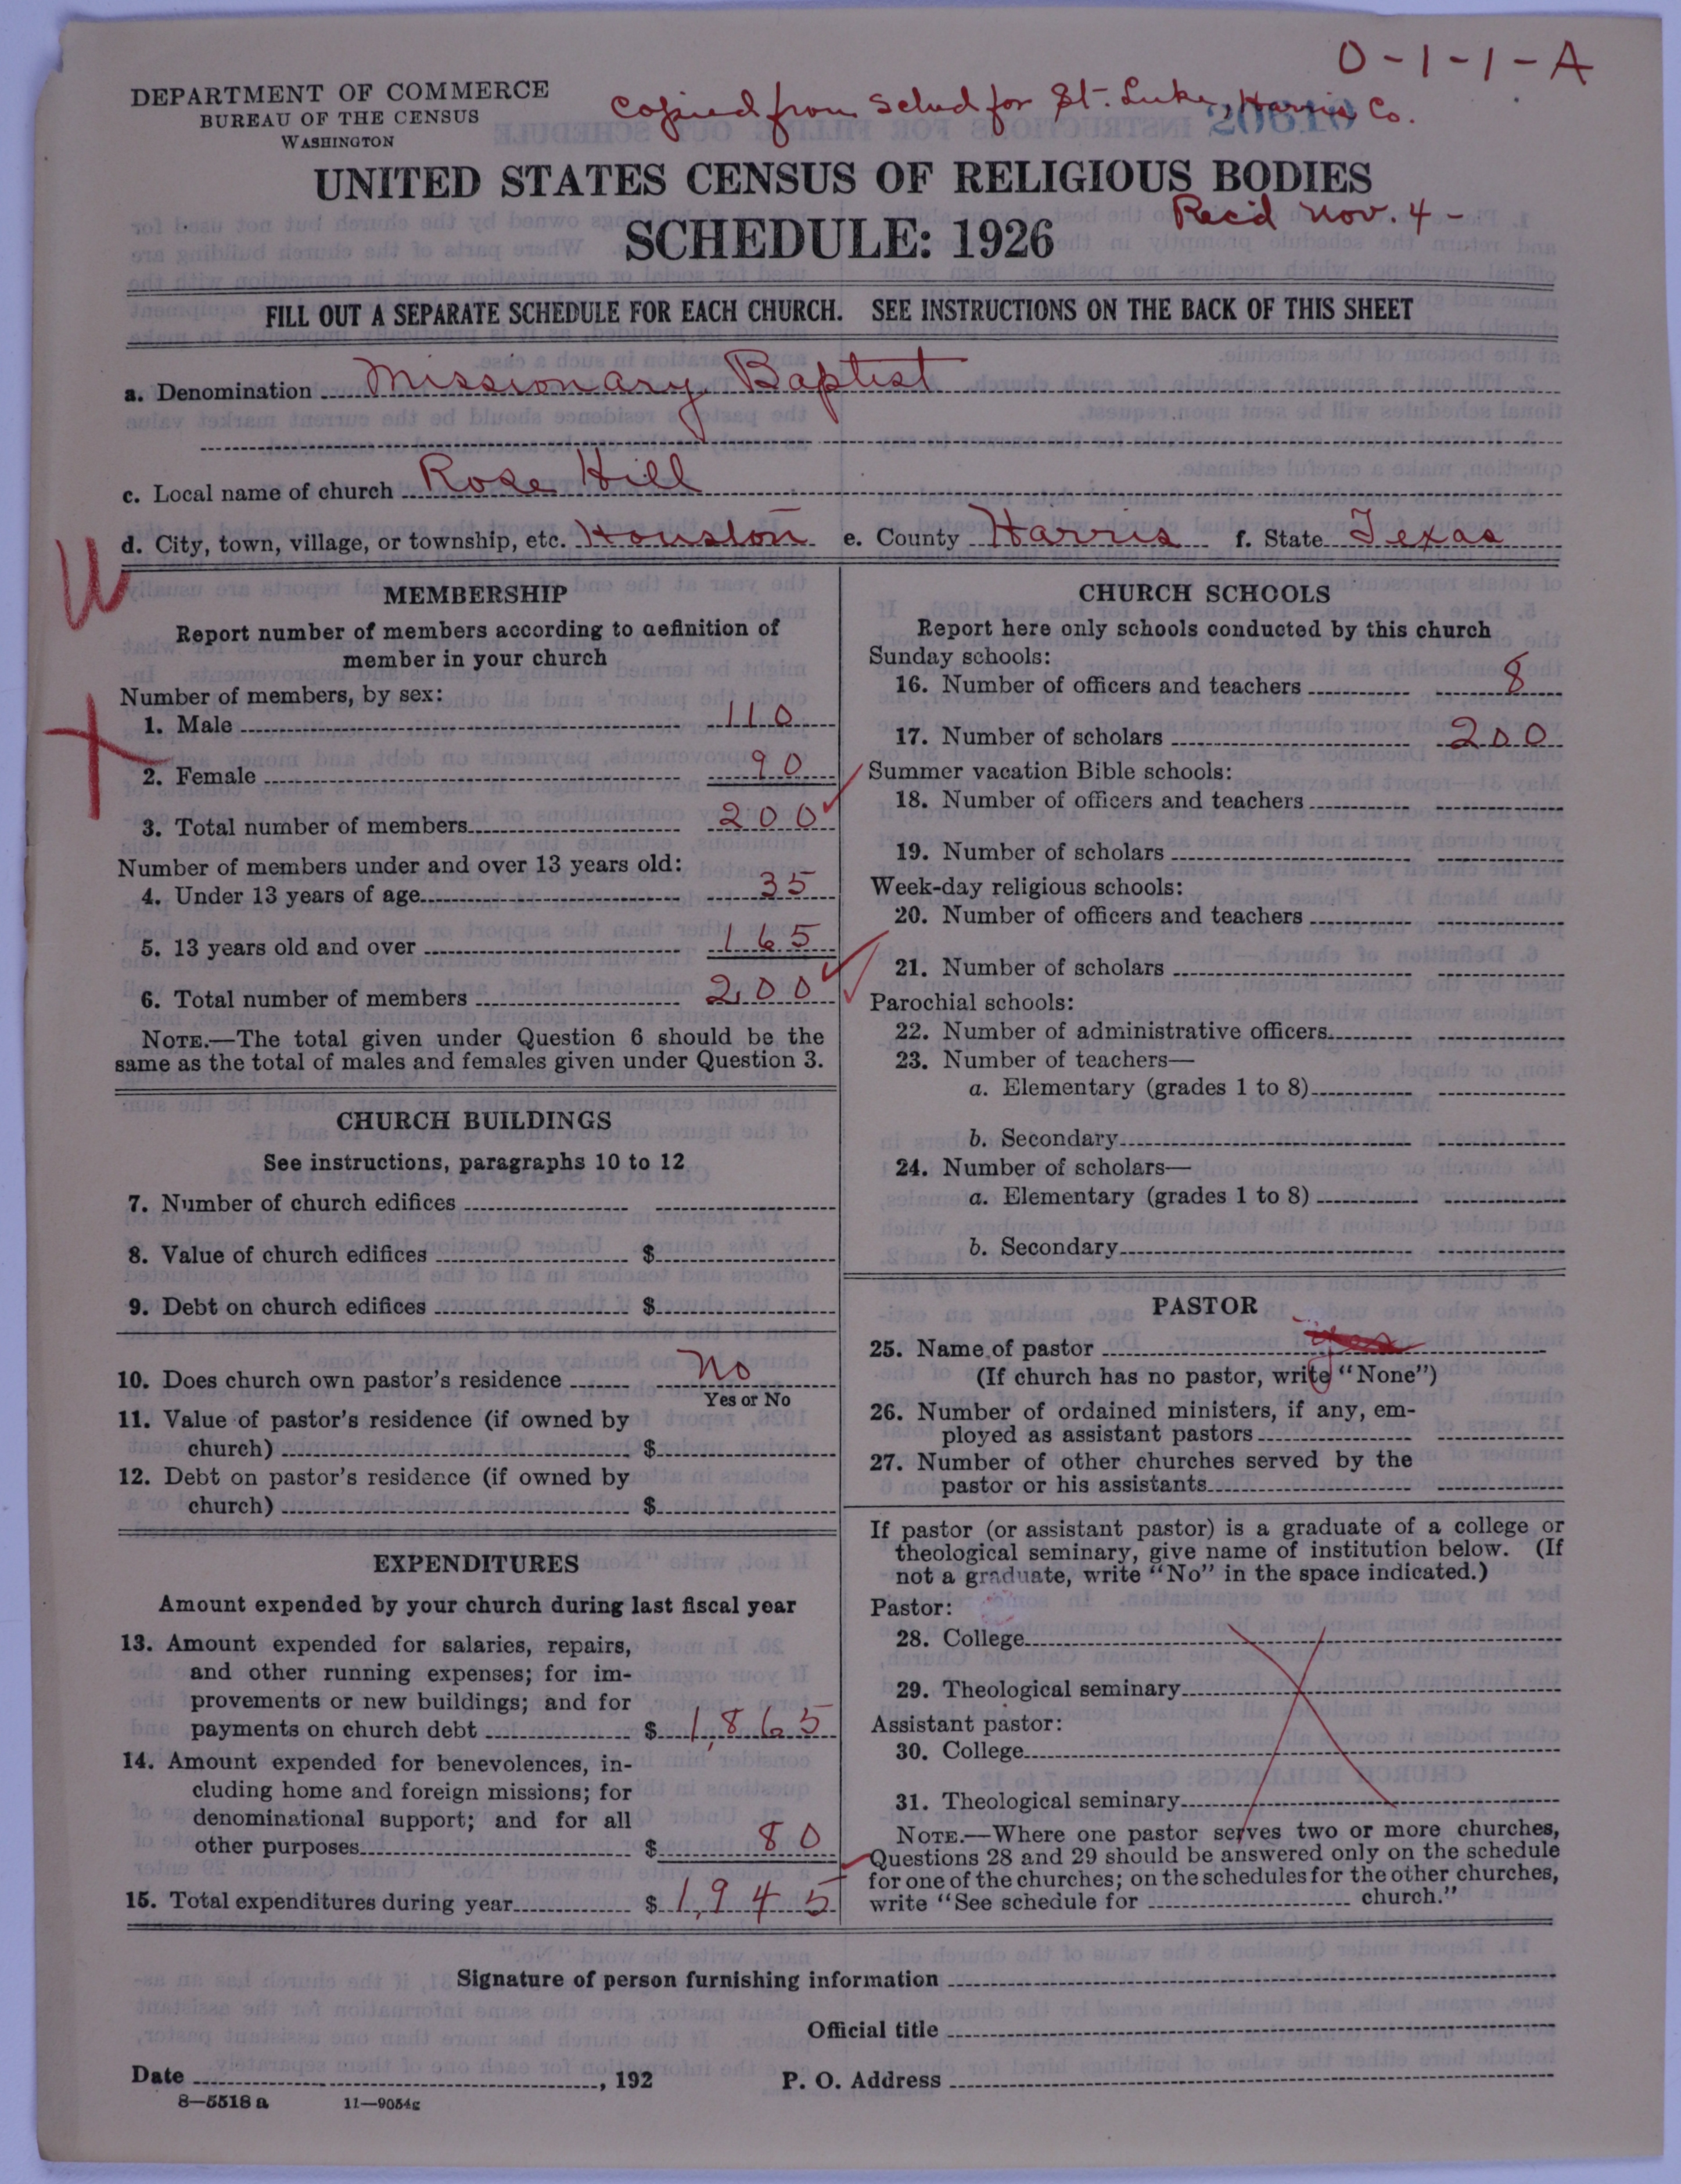 0-1-1-A
DEPARTMENT OF COMMERCE
BUREAU OF THE CENSUS
WASHINGTON
Copied from Sched for St. Luke, Harris Co.
20610
UNITED STATES CENSUS OF RELIGIOUS BODIES
Rec'd Nov. 4 -
SCHEDULE: 1926
FILL OUT A SEPARATE SCHEDULE FOR EACH CHURCH. SEE INSTRUCTIONS ON THE BACK OF THIS SHEET
a. Denomination Missionary Baptist
c. Local name of church Rose Hill
d. City, town, village, or township, etc. Houston e. County Harris f. State Texas
W
MEMBERSHIP
Report number of members according to definition of
member in your church
Number of members, by sex:
1. Male 110
2. Female 90
3. Total number of members 200
Number of members under and over 13 years old:
4. Under 13 years of age 35
5. 13 years old and over 165
6. Total number of members 200
NOTE.—The total given under Question 6 should be the
same as the total of males and females given under Question 3.
CHURCH BUILDINGS
See instructions, paragraphs 10 to 12
7. Number of church edifices
8. Value of church edifices $
9. Debt on church edifices $
10. Does church own pastor's residence No
Yes or No
11. Value of pastor's residence (if owned by
church) $
12. Debt on pastor's residence (if owned by
church) $
EXPENDITURES
Amount expended by your church during last fiscal year
13. Amount expended for salaries, repairs,
and other running expenses; for im-
provements or new buildings; and for
payments on church debt $ 1,865
14. Amount expended for benevolences, in-
cluding home and foreign missions; for
denominational support; and for all
other purposes $ 80
15. Total expenditures during year $ 1,945
CHURCH SCHOOLS
Report here only schools conducted by this church
Sunday schools:
16. Number of officers and teachers 8
17. Number of scholars 200
Summer vacation Bible schools:
18. Number of officers and teachers
19. Number of scholars
Week-day religious schools:
20. Number of officers and teachers
21. Number of scholars
Parochial schools:
22. Number of administrative officers
23. Number of teachers—
a. Elementary (grades 1 to 8)
b. Secondary
24. Number of scholars—
a. Elementary (grades 1 to 8)
b. Secondary
PASTOR
25. Name of pastor
(If church has no pastor, write "None")
26. Number of ordained ministers, if any, em-
ployed as assistant pastors
27. Number of other churches served by the
pastor or his assistants
If pastor (or assistant pastor) is a graduate of a college or
theological seminary, give name of institution below. (If
not a graduate, write "No" in the space indicated.)
Pastor:
28. College
29. Theological seminary
Assistant pastor:
30. College
31. Theological seminary
NOTE.—Where one pastor serves two or more churches,
Questions 28 and 29 should be answered only on the schedule
for one of the churches; on the schedules for the other churches,
write "See schedule for church."
Signature of person furnishing information
Official title
Date , 192 P. O. Address
8—5518 a 11—9054g